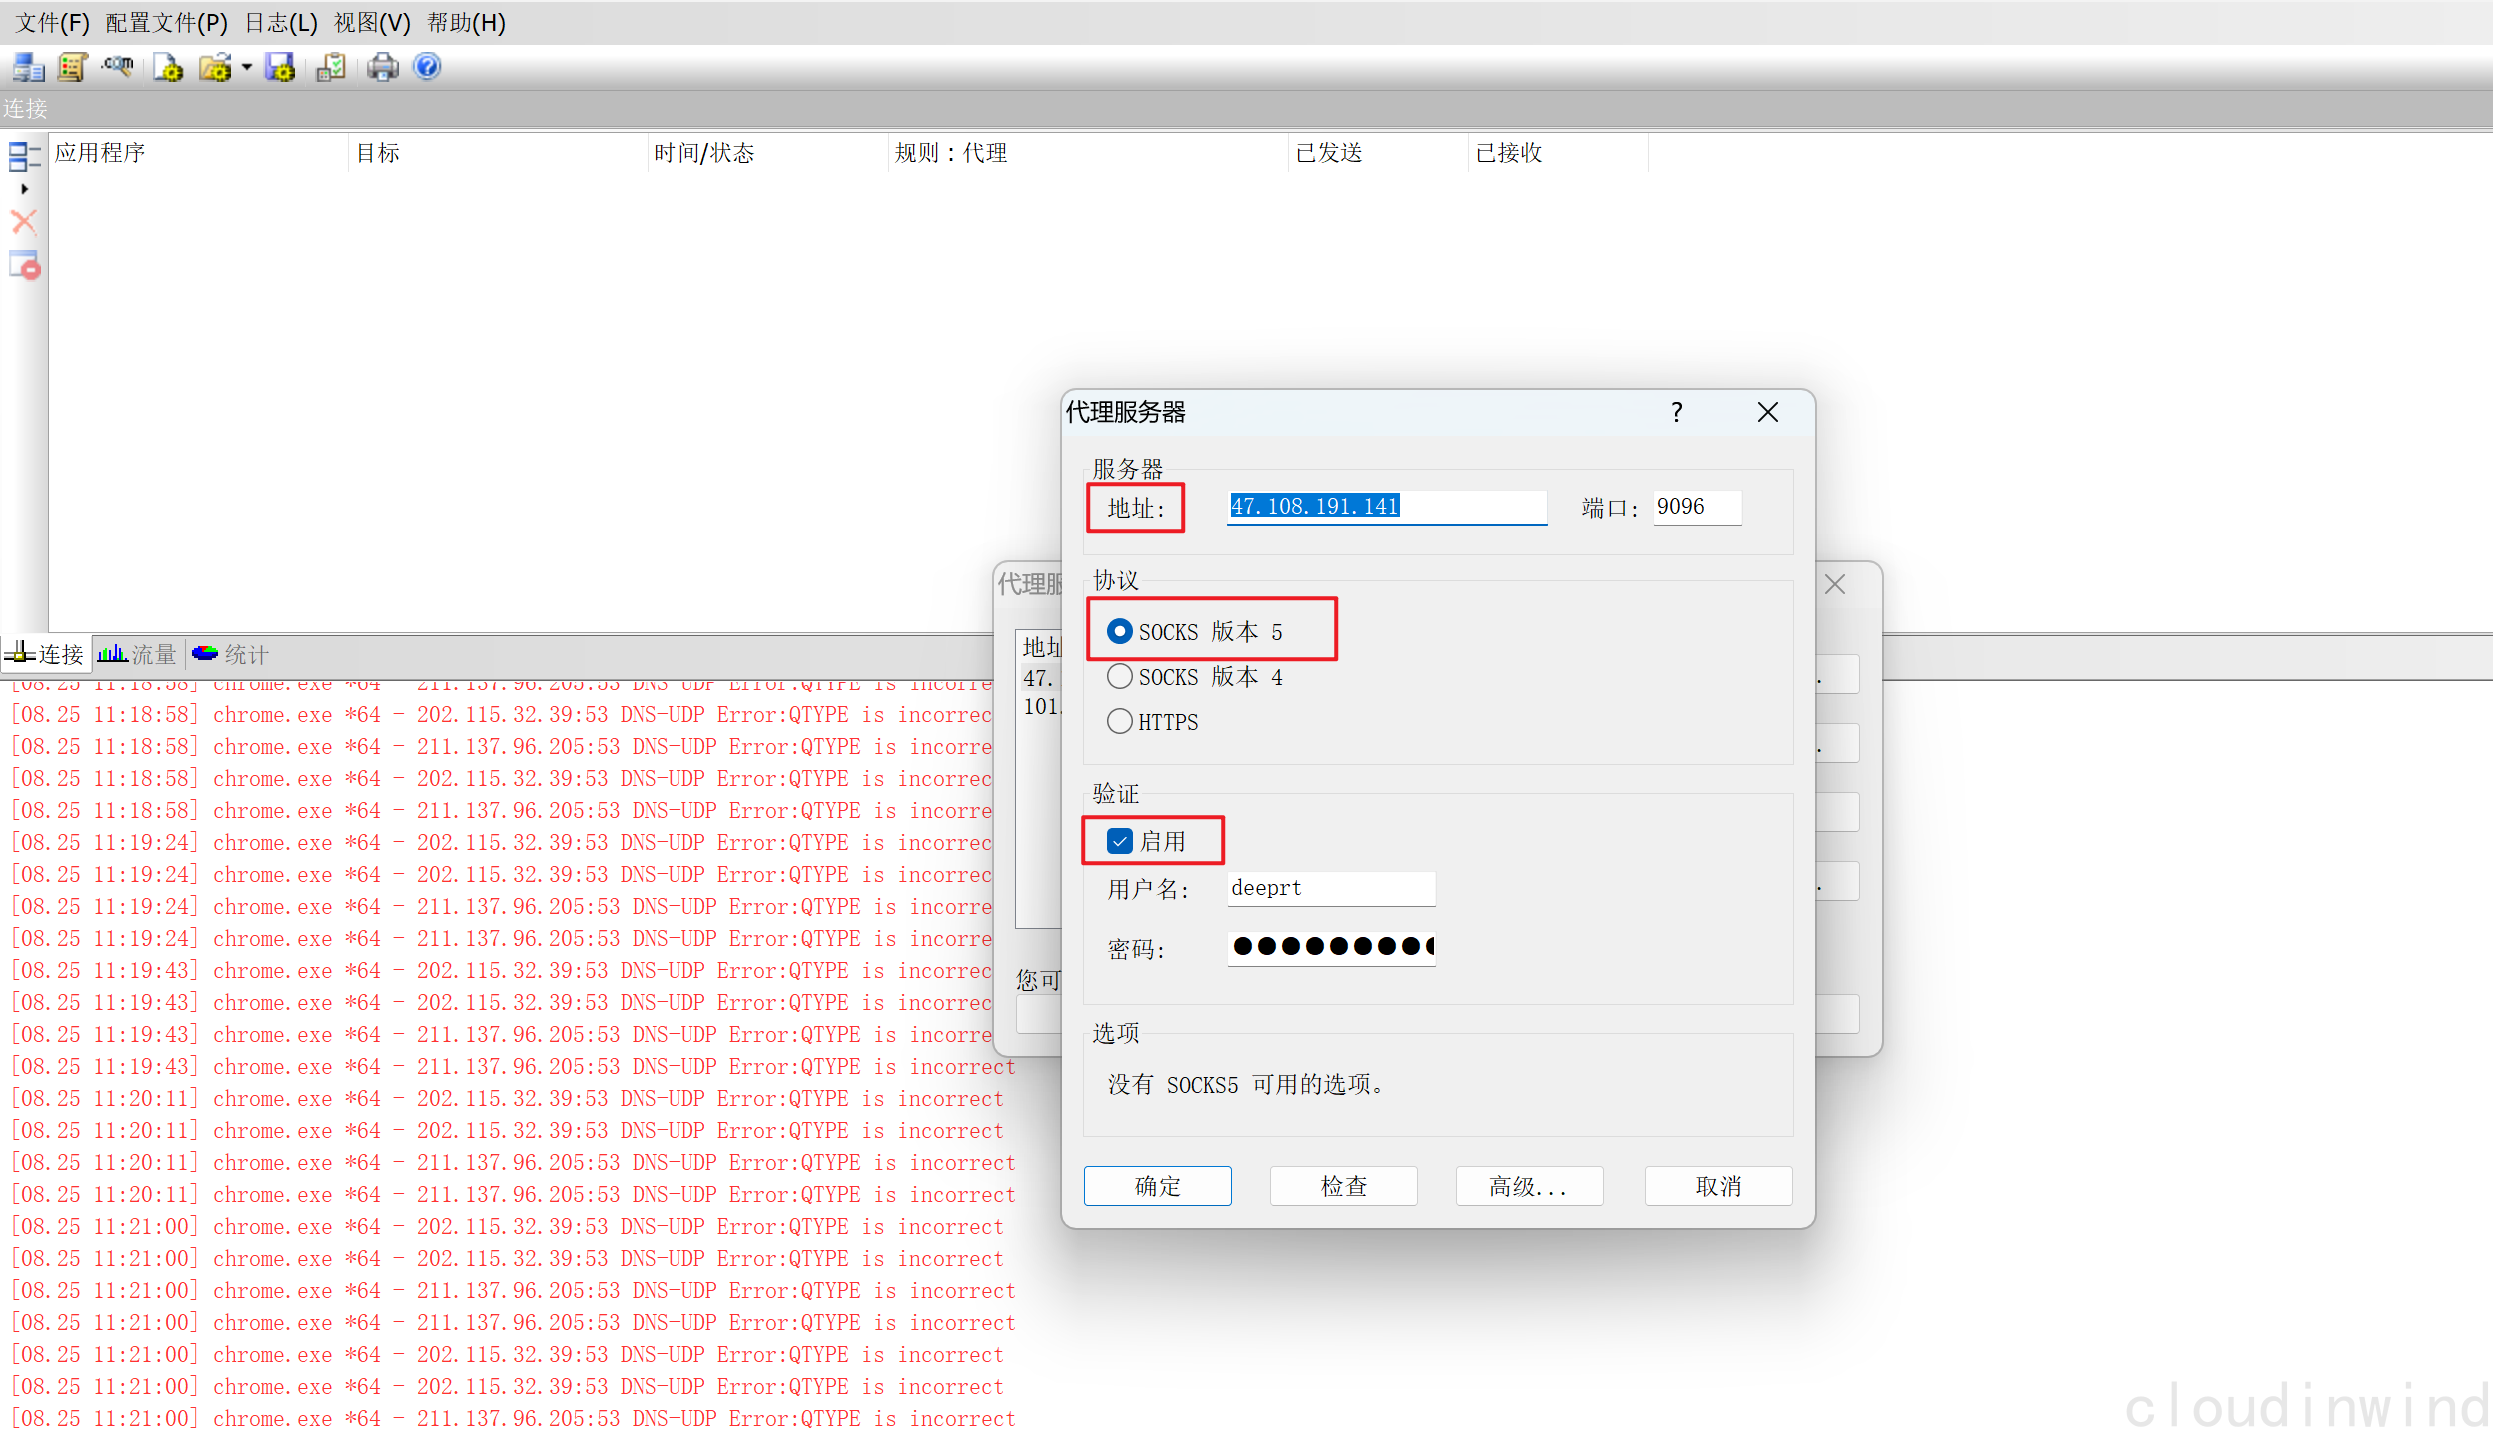 文件(F) 配置文件(P) 日志(L) 视图(V) 帮助(H)
连接
应用程序 目标 时间/状态 规则：代理 已发送 已接收
代理服务器
服务器
地址: 47.108.191.141 端口: 9096
协议
SOCKS 版本 5
SOCKS 版本 4
HTTPS
验证
启用
用户名: deeprt
密码: ●●●●●●●●●
选项
没有 SOCKS5 可用的选项。
确定 检查 高级... 取消
代理服
地址
47.
101.
您可
连接 流量 统计
[08.25 11:18:58] chrome.exe *64 - 211.137.96.205:53 DNS-UDP Error:QTYPE is incorre
[08.25 11:18:58] chrome.exe *64 - 202.115.32.39:53 DNS-UDP Error:QTYPE is incorrec
[08.25 11:18:58] chrome.exe *64 - 211.137.96.205:53 DNS-UDP Error:QTYPE is incorre
[08.25 11:18:58] chrome.exe *64 - 202.115.32.39:53 DNS-UDP Error:QTYPE is incorrec
[08.25 11:18:58] chrome.exe *64 - 211.137.96.205:53 DNS-UDP Error:QTYPE is incorre
[08.25 11:19:24] chrome.exe *64 - 202.115.32.39:53 DNS-UDP Error:QTYPE is incorrec
[08.25 11:19:24] chrome.exe *64 - 202.115.32.39:53 DNS-UDP Error:QTYPE is incorrec
[08.25 11:19:24] chrome.exe *64 - 211.137.96.205:53 DNS-UDP Error:QTYPE is incorre
[08.25 11:19:24] chrome.exe *64 - 211.137.96.205:53 DNS-UDP Error:QTYPE is incorre
[08.25 11:19:43] chrome.exe *64 - 202.115.32.39:53 DNS-UDP Error:QTYPE is incorrec
[08.25 11:19:43] chrome.exe *64 - 202.115.32.39:53 DNS-UDP Error:QTYPE is incorrec
[08.25 11:19:43] chrome.exe *64 - 211.137.96.205:53 DNS-UDP Error:QTYPE is incorre
[08.25 11:19:43] chrome.exe *64 - 211.137.96.205:53 DNS-UDP Error:QTYPE is incorrect
[08.25 11:20:11] chrome.exe *64 - 202.115.32.39:53 DNS-UDP Error:QTYPE is incorrect
[08.25 11:20:11] chrome.exe *64 - 202.115.32.39:53 DNS-UDP Error:QTYPE is incorrect
[08.25 11:20:11] chrome.exe *64 - 211.137.96.205:53 DNS-UDP Error:QTYPE is incorrect
[08.25 11:20:11] chrome.exe *64 - 211.137.96.205:53 DNS-UDP Error:QTYPE is incorrect
[08.25 11:21:00] chrome.exe *64 - 202.115.32.39:53 DNS-UDP Error:QTYPE is incorrect
[08.25 11:21:00] chrome.exe *64 - 202.115.32.39:53 DNS-UDP Error:QTYPE is incorrect
[08.25 11:21:00] chrome.exe *64 - 211.137.96.205:53 DNS-UDP Error:QTYPE is incorrect
[08.25 11:21:00] chrome.exe *64 - 211.137.96.205:53 DNS-UDP Error:QTYPE is incorrect
[08.25 11:21:00] chrome.exe *64 - 202.115.32.39:53 DNS-UDP Error:QTYPE is incorrect
[08.25 11:21:00] chrome.exe *64 - 202.115.32.39:53 DNS-UDP Error:QTYPE is incorrect
[08.25 11:21:00] chrome.exe *64 - 211.137.96.205:53 DNS-UDP Error:QTYPE is incorrect
cloudinwind